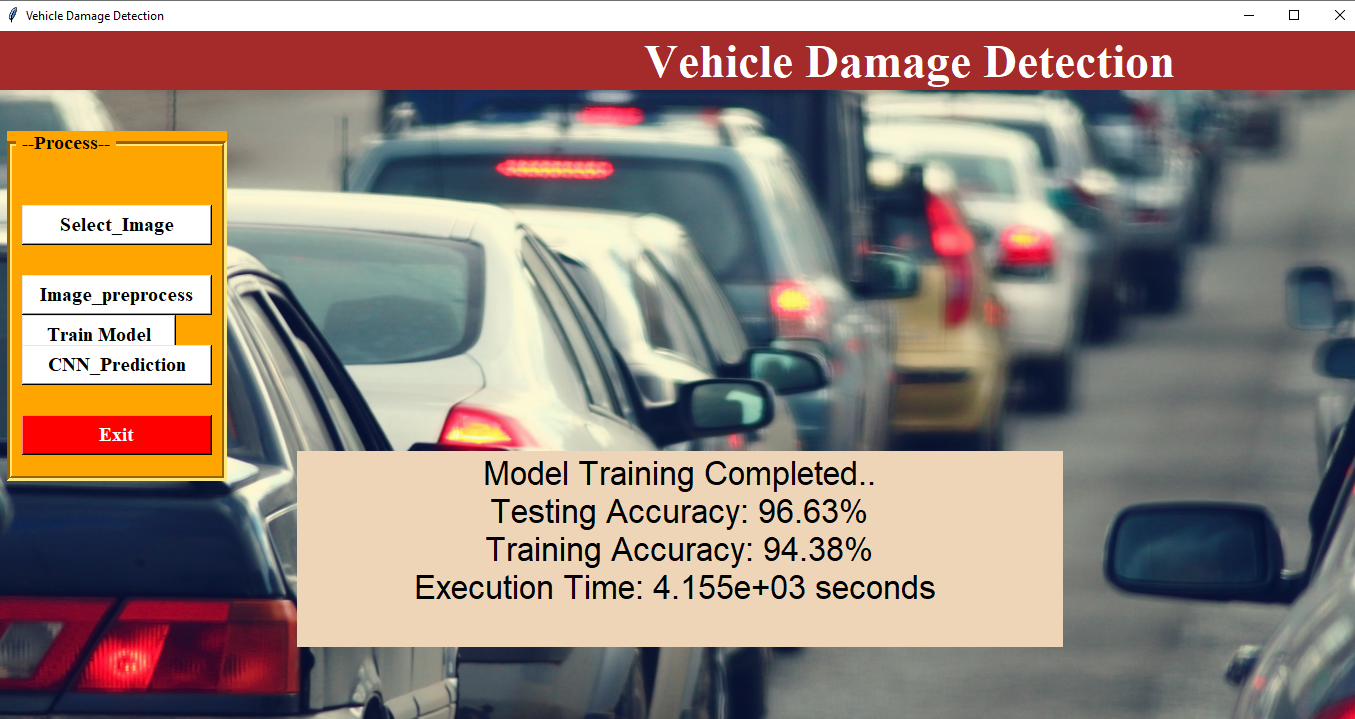 Vehicle Damage Detection
Vehicle Damage Detection
--Process--
Select_Image
Image_preprocess
Train Model
CNN_Prediction
Exit
Model Training Completed..
Testing Accuracy: 96.63%
Training Accuracy: 94.38%
Execution Time: 4.155e+03 seconds